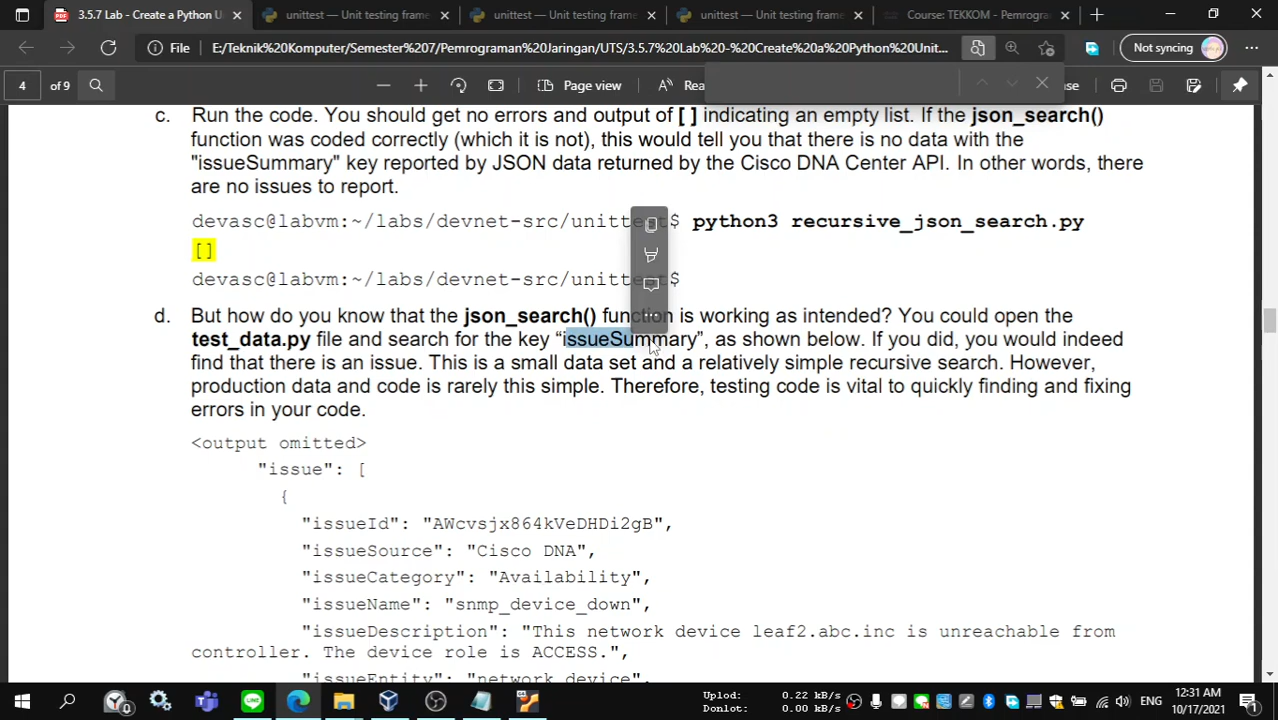 3.5.7 Lab - Create a Python U
unittest — Unit testing fram
unittest — Unit testing fram
unittest — Unit testing fram
Course: TEKKOM - Pemrogra
File
E:/Teknik%20Komputer/Semester%207/Pemrograman%20Jaringan/UTS/3.5.7%20Lab%20-%20Create%20a%20Python%20Unit...
Not syncing
4 of 9
Page view
Rea
se
c. Run the code. You should get no errors and output of [ ] indicating an empty list. If the json_search()
function was coded correctly (which it is not), this would tell you that there is no data with the
"issueSummary" key reported by JSON data returned by the Cisco DNA Center API. In other words, there
are no issues to report.
devasc@labvm:~/labs/devnet-src/unittest$ python3 recursive_json_search.py
[]
devasc@labvm:~/labs/devnet-src/unittest$
d. But how do you know that the json_search() function is working as intended? You could open the
test_data.py file and search for the key “issueSummary”, as shown below. If you did, you would indeed
find that there is an issue. This is a small data set and a relatively simple recursive search. However,
production data and code is rarely this simple. Therefore, testing code is vital to quickly finding and fixing
errors in your code.
<output omitted>
"issue": [
{
"issueId": "AWcvsjx864kVeDHDi2gB",
"issueSource": "Cisco DNA",
"issueCategory": "Availability",
"issueName": "snmp_device_down",
"issueDescription": "This network device leaf2.abc.inc is unreachable from
controller. The device role is ACCESS.",
"issueEntity": "network_device",
Uplod: 0.22 kB/s
Donlot: 0.00 kB/s
ENG
12:31 AM
10/17/2021